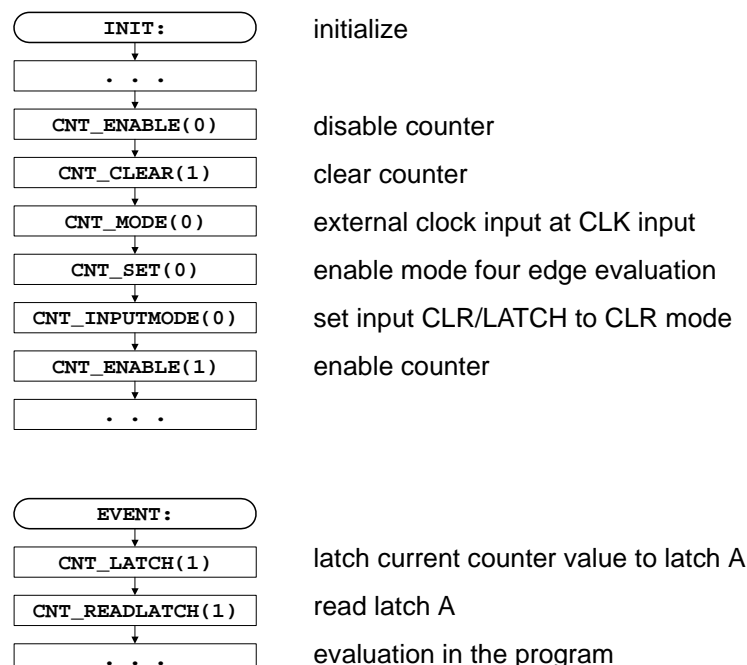 INIT: initialize
. . .
CNT_ENABLE(0) disable counter
CNT_CLEAR(1) clear counter
CNT_MODE(0) external clock input at CLK input
CNT_SET(0) enable mode four edge evaluation
CNT_INPUTMODE(0) set input CLR/LATCH to CLR mode
CNT_ENABLE(1) enable counter
. . .
EVENT:
CNT_LATCH(1) latch current counter value to latch A
CNT_READLATCH(1) read latch A
. . . evaluation in the program